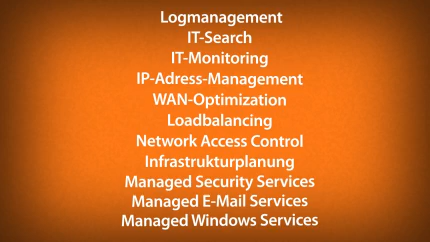 Logmanagement
IT-Search
IT-Monitoring
IP-Adress-Management
WAN-Optimization
Loadbalancing
Network Access Control
Infrastrukturplanung
Managed Security Services
Managed E-Mail Services
Managed Windows Services